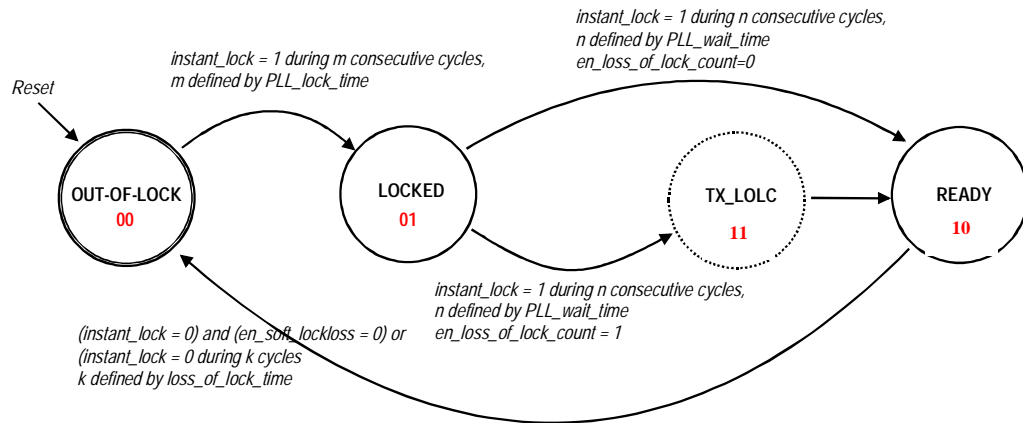 instant_lock = 1 during n consecutive cycles,
n defined by PLL_wait_time
en_loss_of_lock_count=0
instant_lock = 1 during m consecutive cycles,
m defined by PLL_lock_time
Reset
OUT-OF-LOCK
00
LOCKED
01
TX_LOLC
11
READY
10
instant_lock = 1 during n consecutive cycles,
n defined by PLL_wait_time
en_loss_of_lock_count = 1
(instant_lock = 0) and (en_soft_lockloss = 0) or
(instant_lock = 0 during k cycles
k defined by loss_of_lock_time